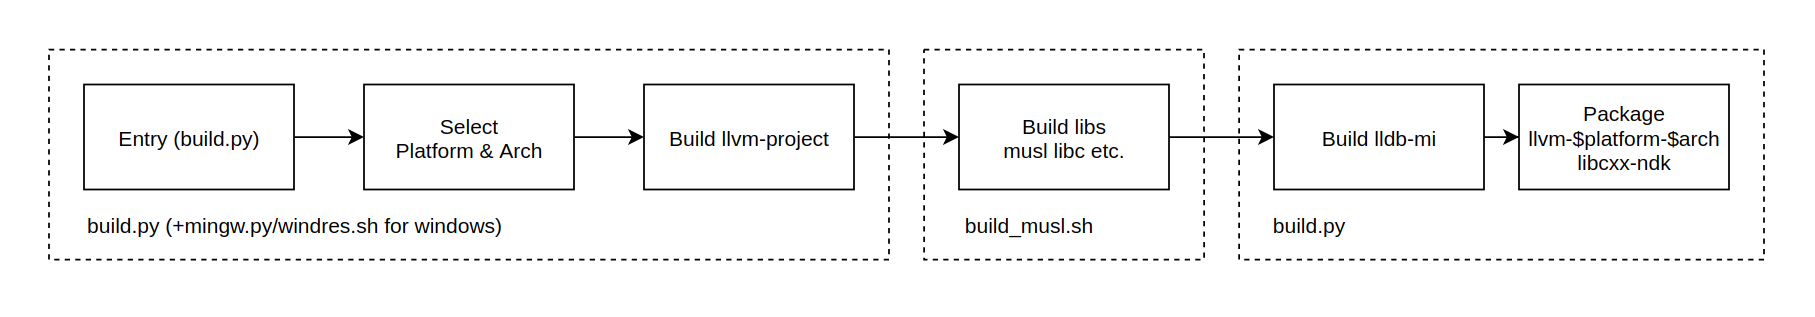 Entry (build.py)
Select
Platform & Arch
Build llvm-project
build.py (+mingw.py/windres.sh for windows)
Build libs
musl libc etc.
build_musl.sh
Build lldb-mi
Package
llvm-$platform-$arch
libcxx-ndk
build.py